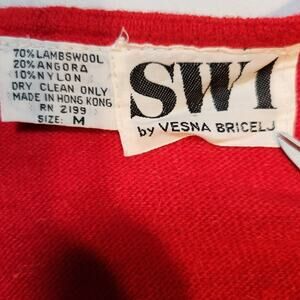 70% LAMBSWOOL
20% ANGORA
10% NYLON
DRY CLEAN ONLY
MADE IN HONG KONG
RN 2199
SIZE: M
SW1
by VESNA BRICELJ